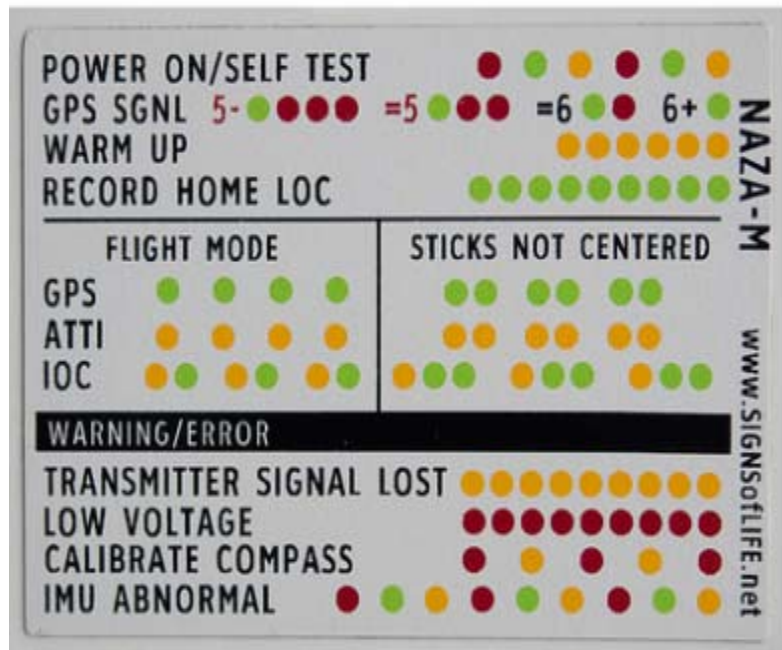 POWER ON/SELF TEST
GPS SGNL 5- =5 =6 6+
WARM UP
RECORD HOME LOC
FLIGHT MODE
STICKS NOT CENTERED
GPS
ATTI
IOC
WARNING/ERROR
TRANSMITTER SIGNAL LOST
LOW VOLTAGE
CALIBRATE COMPASS
IMU ABNORMAL
NAZA-M
www.SIGNSofLIFE.net